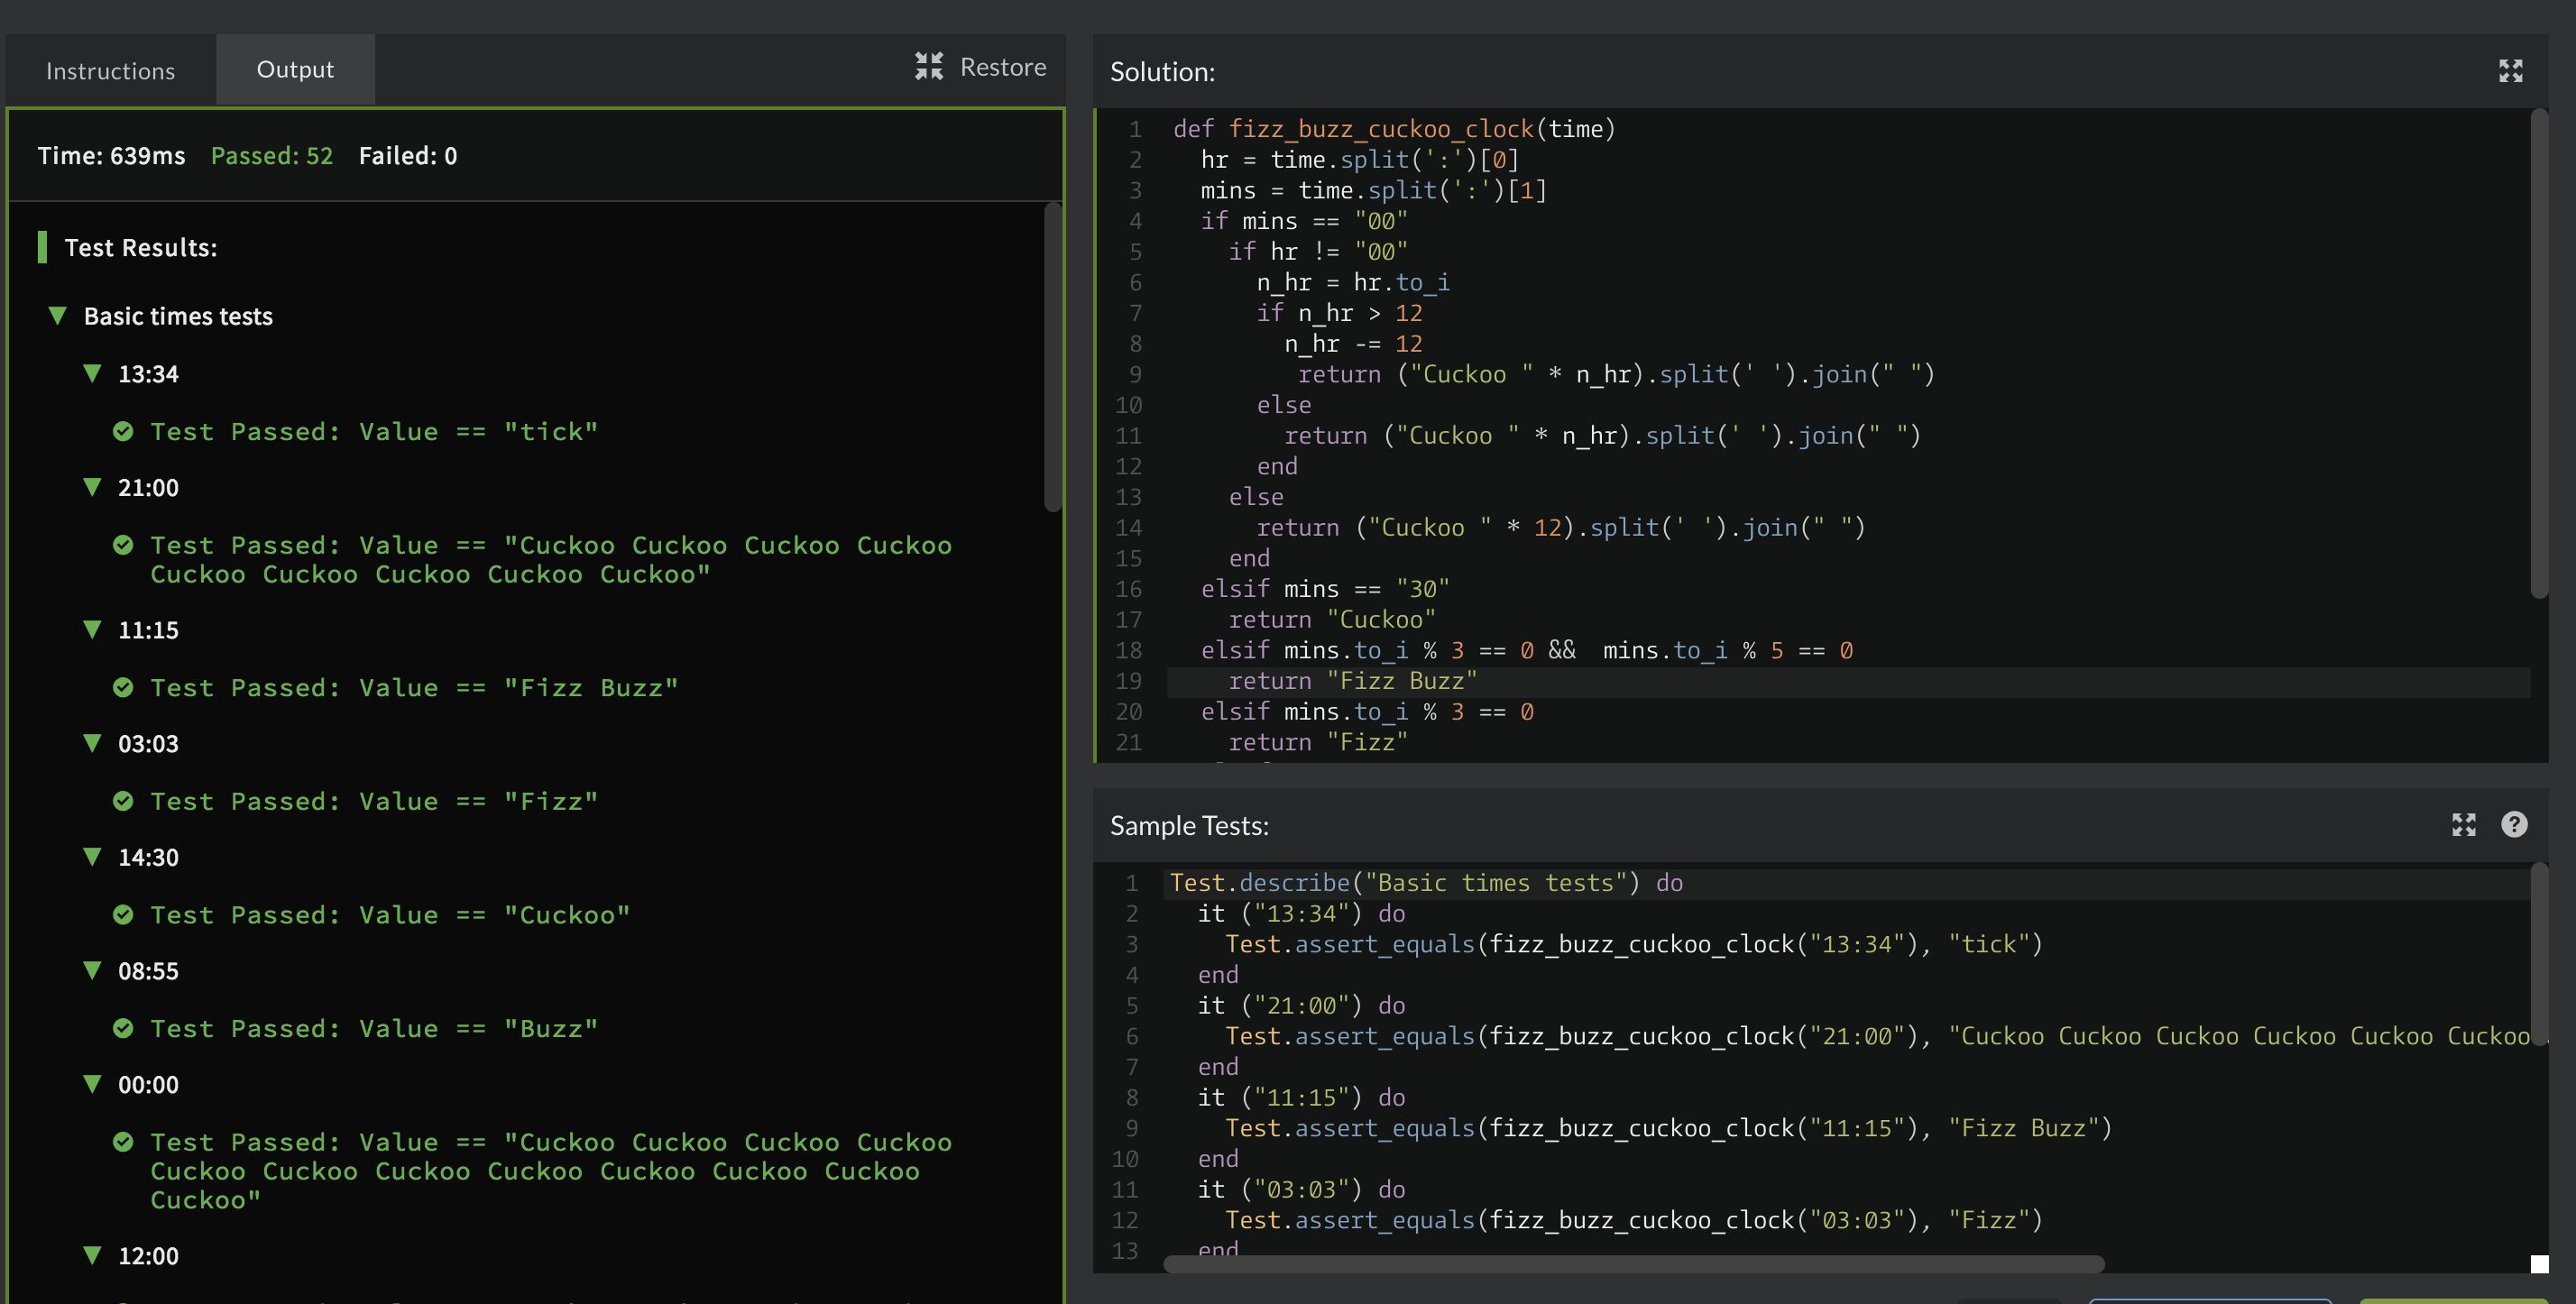 Instructions
Output
Restore
Time: 639ms Passed: 52 Failed: 0
Test Results:
Basic times tests
13:34
Test Passed: Value == "tick"
21:00
Test Passed: Value == "Cuckoo Cuckoo Cuckoo Cuckoo
Cuckoo Cuckoo Cuckoo Cuckoo Cuckoo"
11:15
Test Passed: Value == "Fizz Buzz"
03:03
Test Passed: Value == "Fizz"
14:30
Test Passed: Value == "Cuckoo"
08:55
Test Passed: Value == "Buzz"
00:00
Test Passed: Value == "Cuckoo Cuckoo Cuckoo Cuckoo
Cuckoo Cuckoo Cuckoo Cuckoo Cuckoo Cuckoo Cuckoo
Cuckoo"
12:00
Solution:
1 def fizz_buzz_cuckoo_clock(time)
2   hr = time.split(':')[0]
3   mins = time.split(':')[1]
4   if mins == "00"
5     if hr != "00"
6       n_hr = hr.to_i
7       if n_hr > 12
8         n_hr -= 12
9          return ("Cuckoo " * n_hr).split(' ').join(" ")
10       else
11         return ("Cuckoo " * n_hr).split(' ').join(" ")
12       end
13     else
14       return ("Cuckoo " * 12).split(' ').join(" ")
15     end
16   elsif mins == "30"
17     return "Cuckoo"
18   elsif mins.to_i % 3 == 0 &&  mins.to_i % 5 == 0
19     return "Fizz Buzz"
20   elsif mins.to_i % 3 == 0
21     return "Fizz"
Sample Tests:
1 Test.describe("Basic times tests") do
2   it ("13:34") do
3     Test.assert_equals(fizz_buzz_cuckoo_clock("13:34"), "tick")
4   end
5   it ("21:00") do
6     Test.assert_equals(fizz_buzz_cuckoo_clock("21:00"), "Cuckoo Cuckoo Cuckoo Cuckoo Cuckoo Cuckoo
7   end
8   it ("11:15") do
9     Test.assert_equals(fizz_buzz_cuckoo_clock("11:15"), "Fizz Buzz")
10   end
11   it ("03:03") do
12     Test.assert_equals(fizz_buzz_cuckoo_clock("03:03"), "Fizz")
13   end